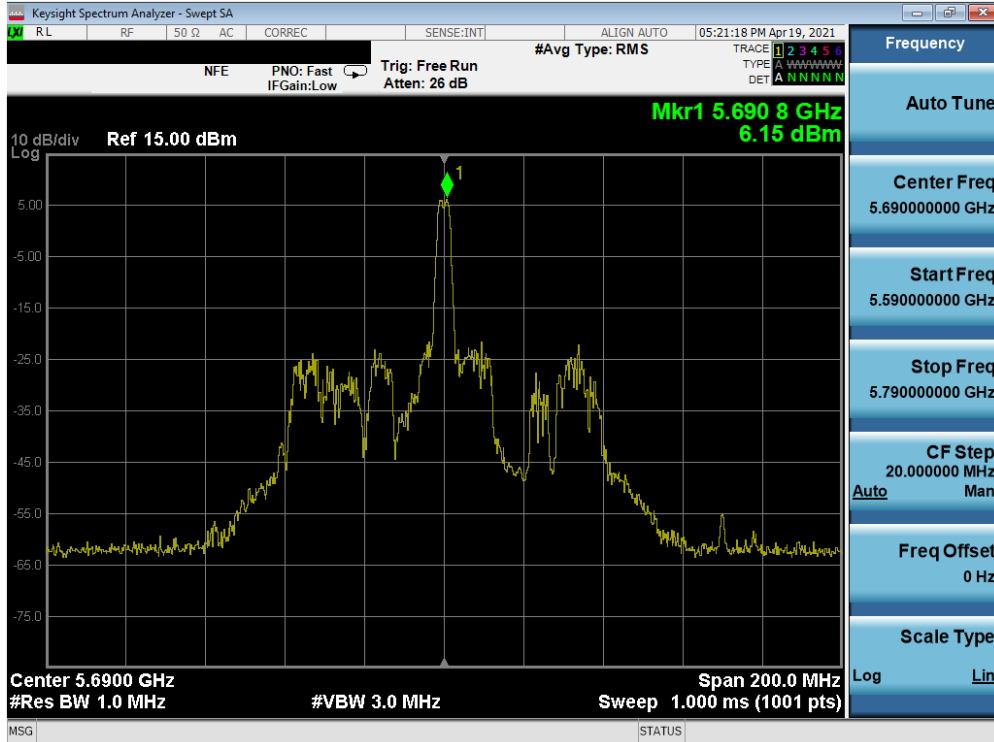 Keysight Spectrum Analyzer - Swept SA
LXI RL RF 50 Ω AC CORREC SENSE:INT ALIGN AUTO 05:21:18 PM Apr 19, 2021
NFE PNO: Fast IFGain:Low Trig: Free Run Atten: 26 dB #Avg Type: RMS
TRACE 1 2 3 4 5 6
TYPE A WWWWW
DET A N N N N N
Mkr1 5.690 8 GHz
6.15 dBm
10 dB/div Ref 15.00 dBm
Log
1
5.00
-5.00
-15.0
-25.0
-35.0
-45.0
-55.0
-65.0
-75.0
Center 5.6900 GHz Span 200.0 MHz
#Res BW 1.0 MHz #VBW 3.0 MHz Sweep 1.000 ms (1001 pts)
MSG STATUS
Frequency
Auto Tune
Center Freq
5.690000000 GHz
Start Freq
5.590000000 GHz
Stop Freq
5.790000000 GHz
CF Step
20.000000 MHz
Auto Man
Freq Offset
0 Hz
Scale Type
Log Lin